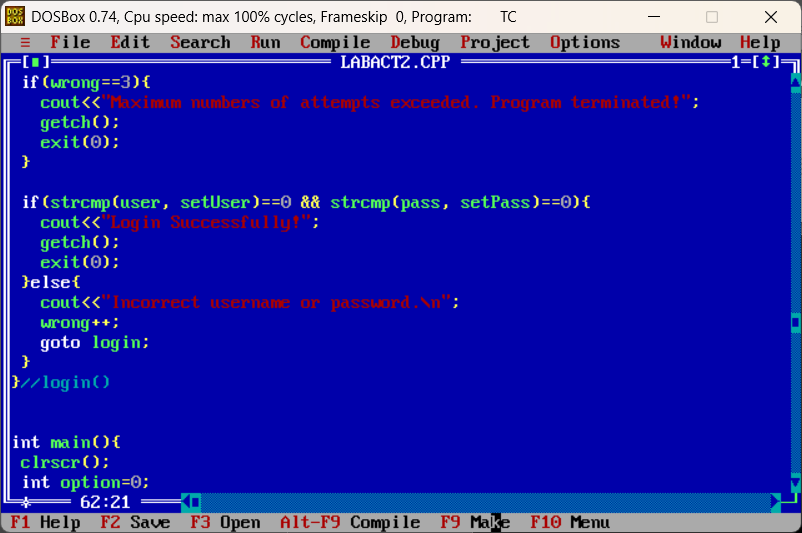 DOSBox 0.74, Cpu speed: max 100% cycles, Frameskip 0, Program: TC
≡ File Edit Search Run Compile Debug Project Options Window Help
[■] LABACT2.CPP 1=[↕]
if(wrong==3){
cout<<"Maximum numbers of attempts exceeded. Program terminated!";
getch();
exit(0);
}
if(strcmp(user, setUser)==0 && strcmp(pass, setPass)==0){
cout<<"Login Successfully!";
getch();
exit(0);
}else{
cout<<"Incorrect username or password.\n";
wrong++;
goto login;
}
}//login()
int main(){
clrscr();
int option=0;
62:21
F1 Help F2 Save F3 Open Alt-F9 Compile F9 Make F10 Menu